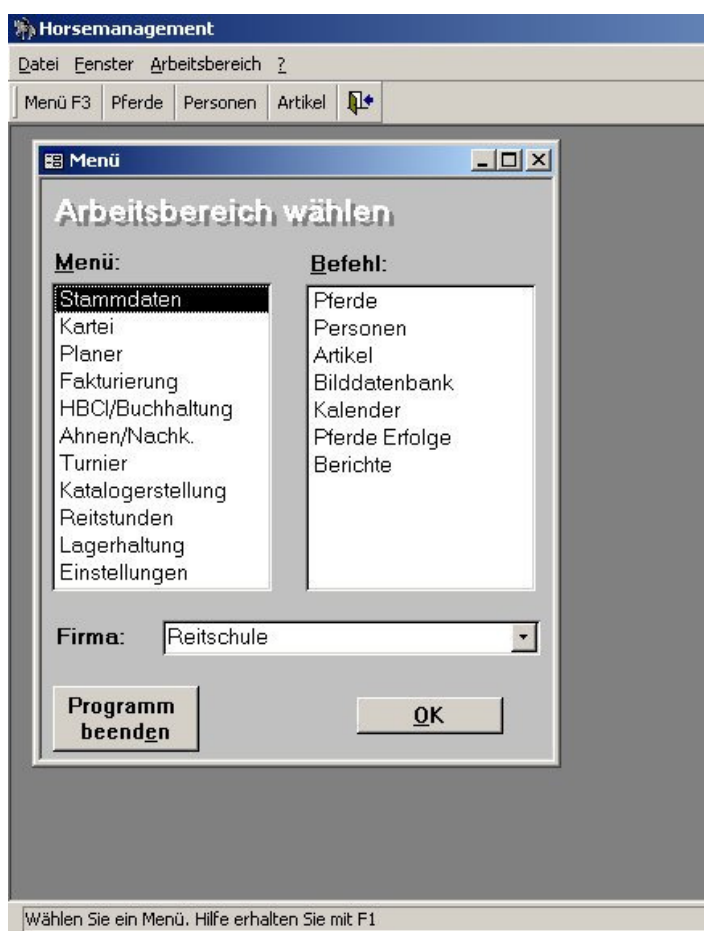 Horsemanagement
Datei Fenster Arbeitsbereich ?
Menü F3 Pferde Personen Artikel
Menü
Arbeitsbereich wählen
Menü:
Stammdaten
Kartei
Planer
Fakturierung
HBCI/Buchhaltung
Ahnen/Nachk.
Turnier
Katalogerstellung
Reitstunden
Lagerhaltung
Einstellungen
Befehl:
Pferde
Personen
Artikel
Bilddatenbank
Kalender
Pferde Erfolge
Berichte
Firma: Reitschule
Programm
beenden
OK
Wählen Sie ein Menü. Hilfe erhalten Sie mit F1